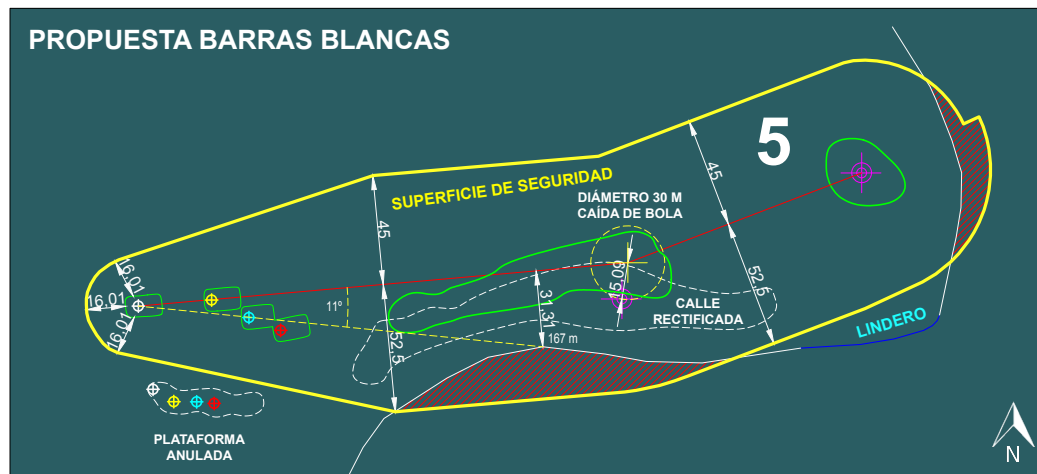 PROPUESTA BARRAS BLANCAS
5
SUPERFICIE DE SEGURIDAD
DIÁMETRO 30 M
CAÍDA DE BOLA
45
45
16,01
16,01
16,01
11º
15.09
31,31
52,5
52,5
167 m
CALLE
RECTIFICADA
LINDERO
PLATAFORMA
ANULADA
N